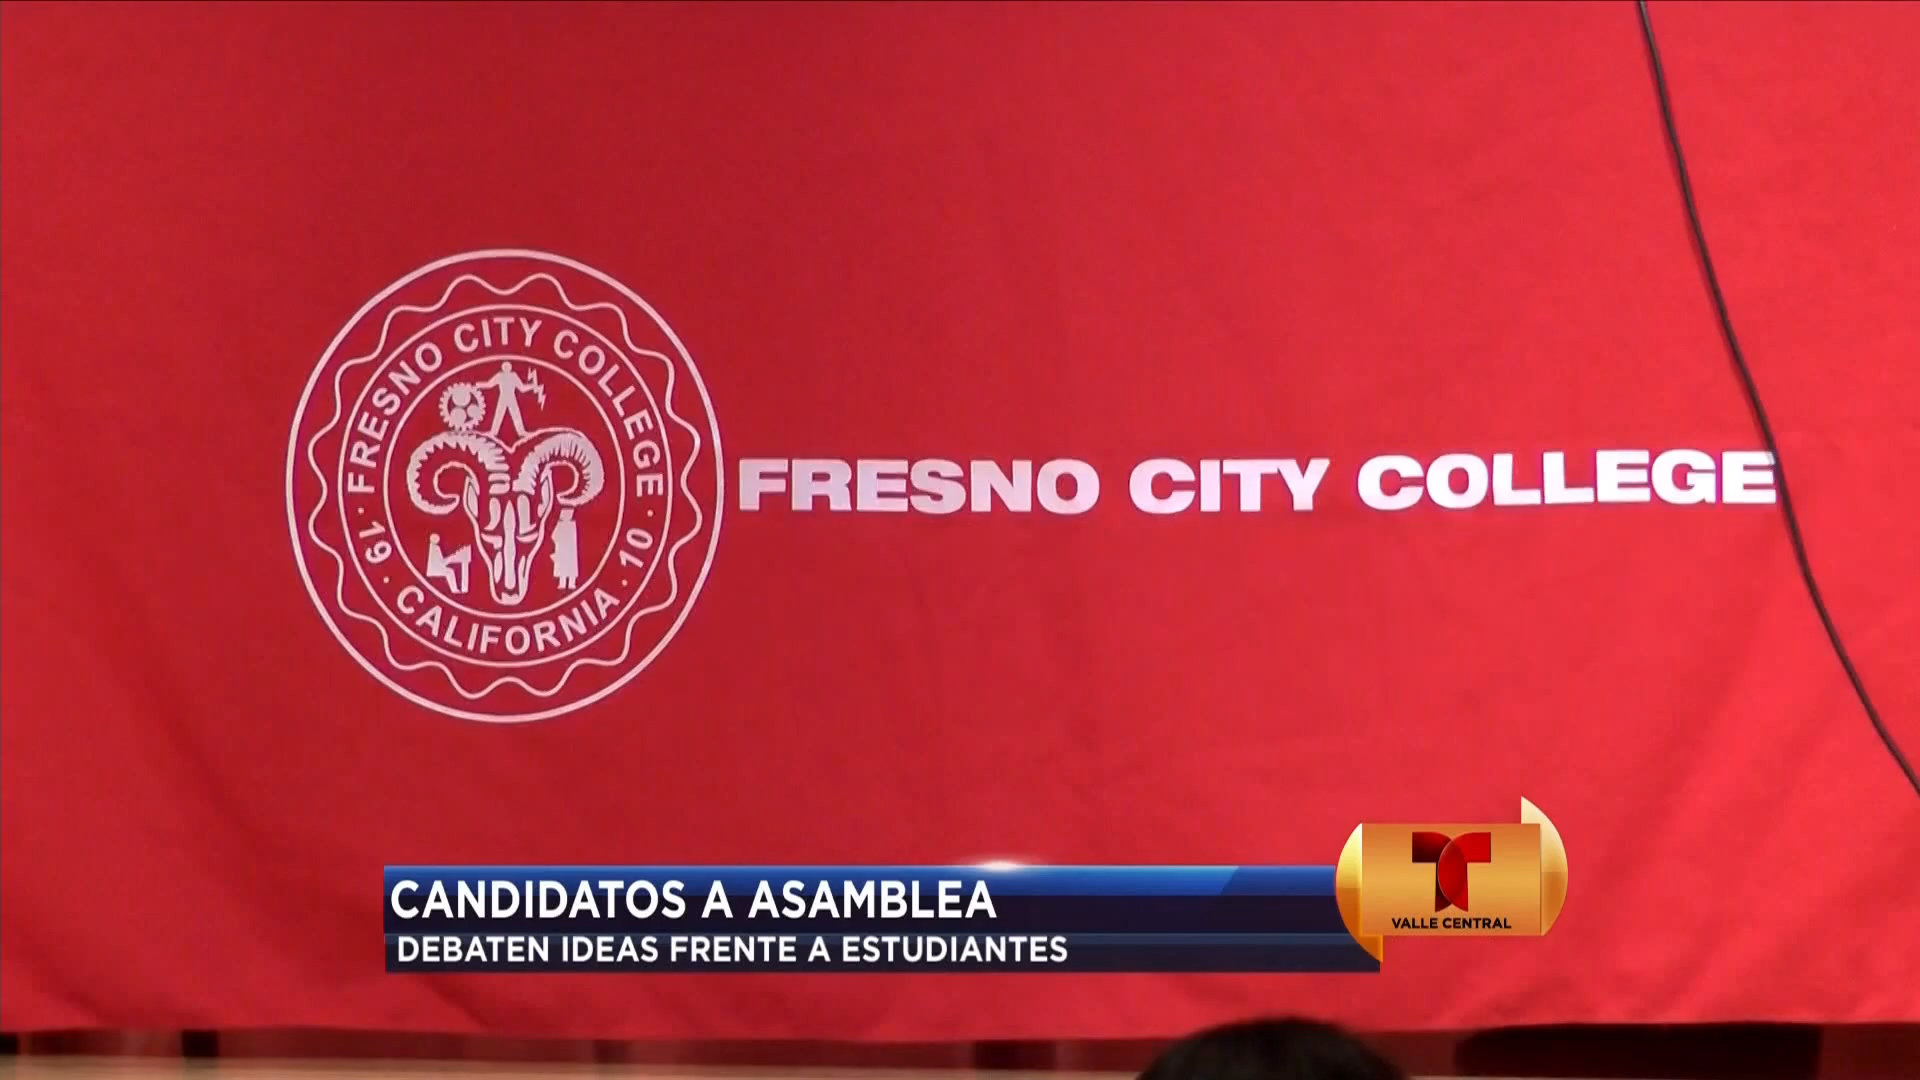 FRESNO CITY COLLEGE
19 · CALIFORNIA · 10
FRESNO CITY COLLEGE
CANDIDATOS A ASAMBLEA
DEBATEN IDEAS FRENTE A ESTUDIANTES
VALLE CENTRAL